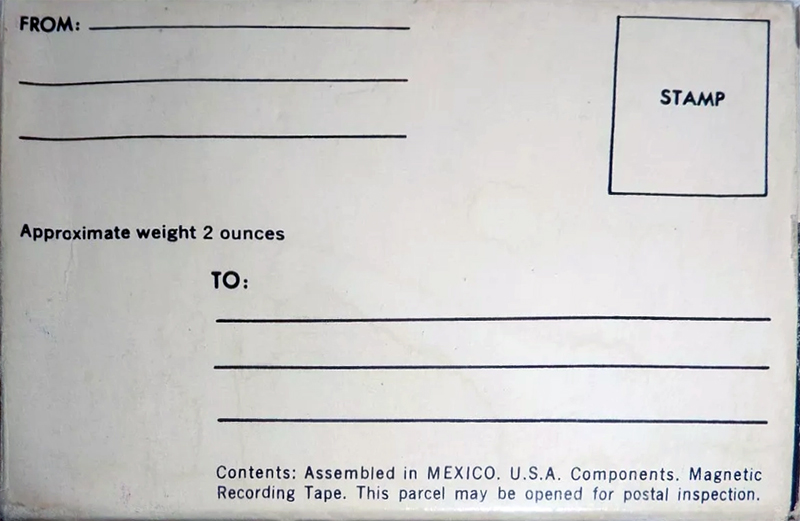 FROM:
STAMP
Approximate weight 2 ounces
TO:
Contents: Assembled in MEXICO. U.S.A. Components. Magnetic
Recording Tape. This parcel may be opened for postal inspection.